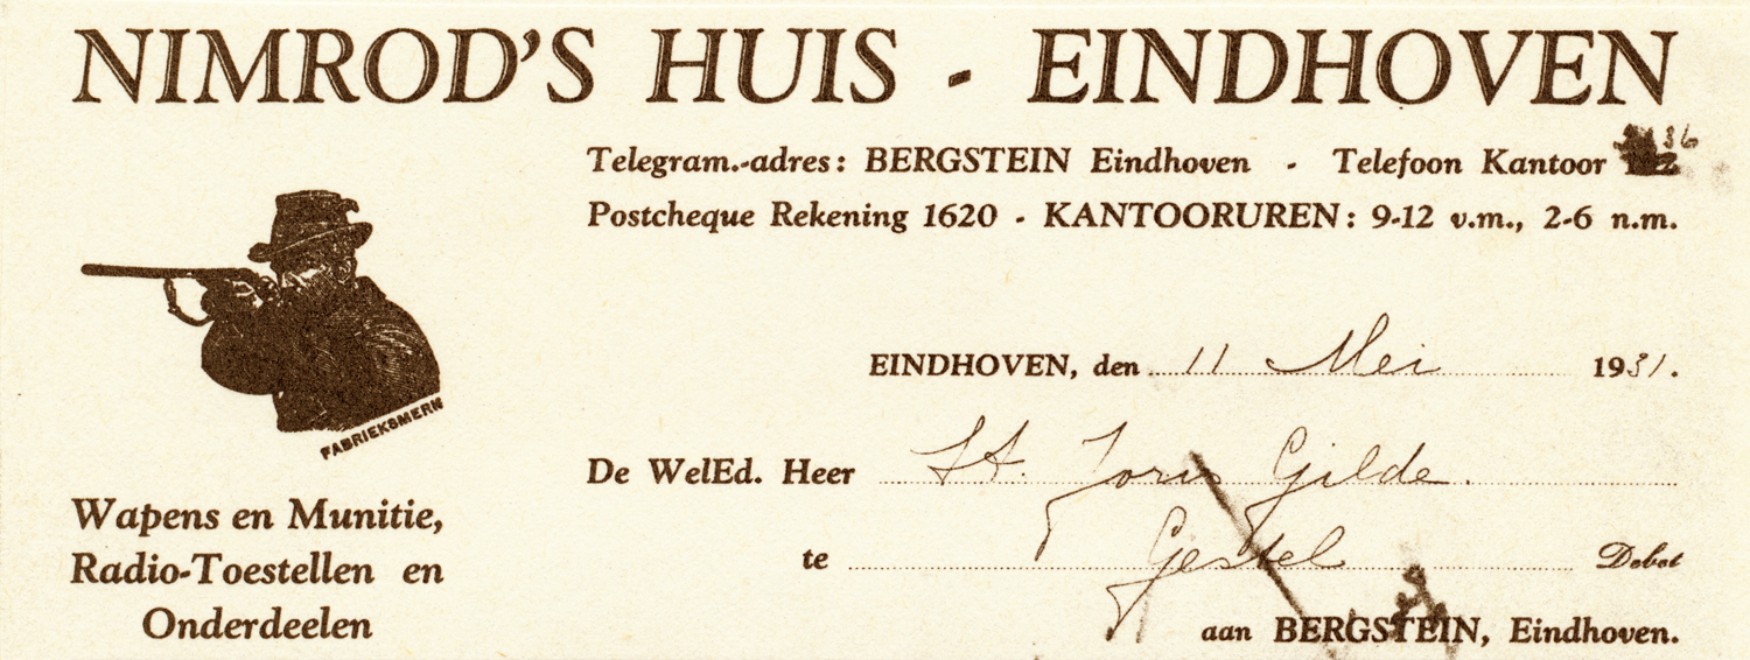 NIMROD'S HUIS - EINDHOVEN
Telegram.-adres: BERGSTEIN Eindhoven - Telefoon Kantoor
Postcheque Rekening 1620 - KANTOORUREN: 9-12 v.m., 2-6 n.m.
EINDHOVEN, den 11 Mei 1931.
FABRIEKSMERK
De WelEd. Heer St. Joris Gilde.
te Gestel Debet
aan BERGSTEIN, Eindhoven.
Wapens en Munitie,
Radio-Toestellen en
Onderdeelen